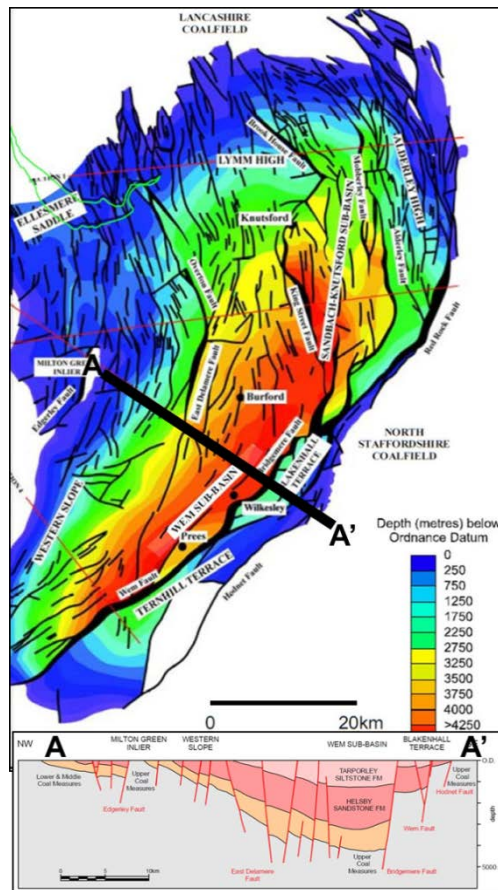 LANCASHIRE
COALFIELD
Brook House Fault
LYMM HIGH
ALDERLEY HIGH
Mobberley Fault
ELLESMERE
SADDLE
Knutsford
SANDBACH-KNUTSFORD SUB-BASIN
Alderley Fault
Overton Fault
King Street Fault
Red Rock Fault
MILTON GREEN
INLIER
A
East Delamere Fault
Edgerley Fault
Burford
NORTH
STAFFORDSHIRE
COALFIELD
Bridgemere Fault
LAKENHALL
TERRACE
WESTERN SLOPE
WEM SUB-BASIN
Wilkesley
A'
Prees
Wem Fault
TERNHILL TERRACE
Hodnet Fault
Depth (metres) below
Ordnance Datum
0
250
750
1250
1750
2250
2750
3250
3500
3750
4000
>4250
0
20km
NW
A
MILTON GREEN
INLIER
WESTERN
SLOPE
WEM SUB-BASIN
BLAKENHALL
TERRACE
A'
O.D.
Lower & Middle
Coal Measures
Upper
Coal
Measures
TARPORLEY
SILTSTONE FM
Upper
Coal
Measures
Hodnet Fault
Edgerley Fault
HELSBY
SANDSTONE FM
depth
Wem Fault
East Delamere
Fault
Upper
Coal
Measures
Bridgemere Fault
5000
0
10km